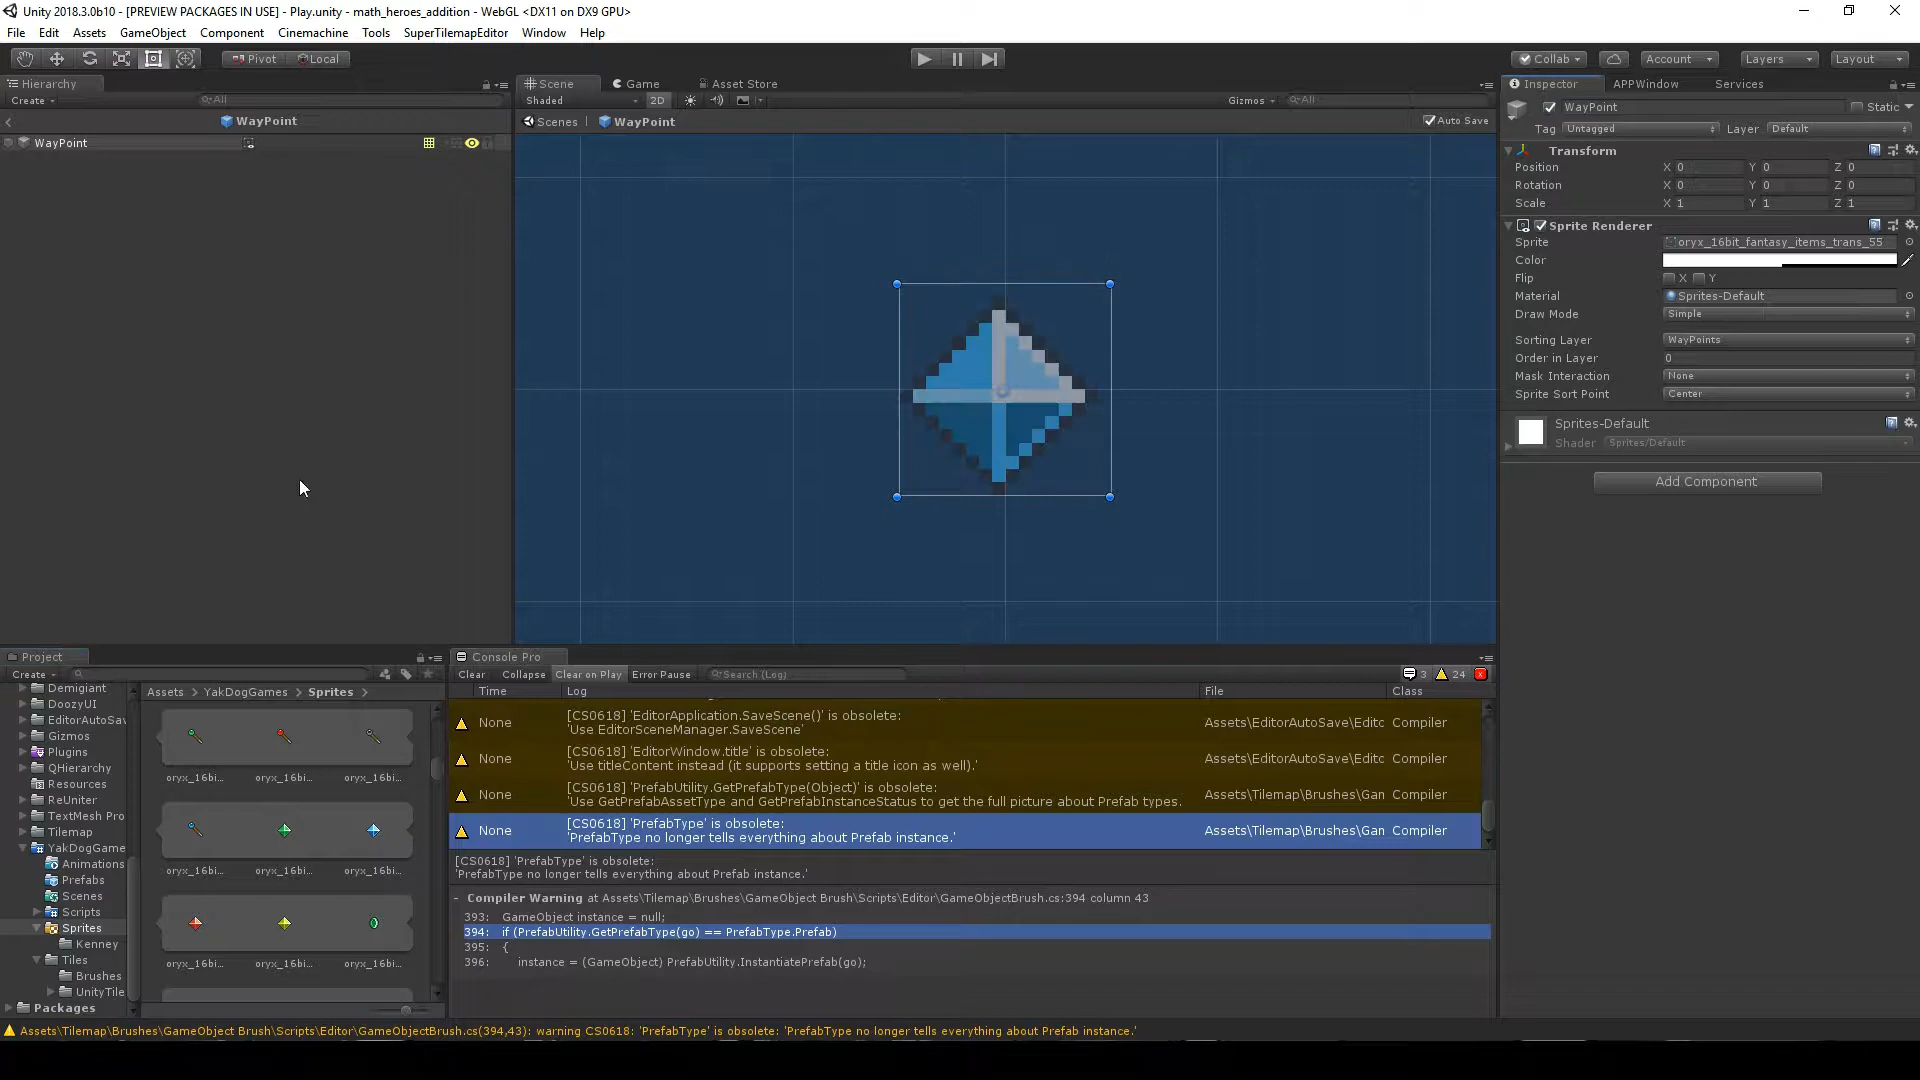 Unity 2018.3.0b10 - [PREVIEW PACKAGES IN USE] - Play.unity - math_heroes_addition - WebGL <DX11 on DX9 GPU>
File Edit Assets GameObject Component Cinemachine Tools SuperTilemapEditor Window Help
Pivot Local Collab Account Layers Layout
Hierarchy
Create All
WayPoint
WayPoint
Scene Game Asset Store
Shaded 2D Gizmos All
Scenes WayPoint Auto Save
Inspector APPWindow Services
WayPoint Static
Tag Untagged Layer Default
Transform
Position X 0 Y 0 Z 0
Rotation X 0 Y 0 Z 0
Scale X 1 Y 1 Z 1
Sprite Renderer
Sprite oryx_16bit_fantasy_items_trans_55
Color
Flip X Y
Material Sprites-Default
Draw Mode Simple
Sorting Layer WayPoints
Order in Layer 0
Mask Interaction None
Sprite Sort Point Center
Sprites-Default
Shader Sprites/Default
Add Component
Project
Create
Demigiant
DoozyUI
EditorAutoSav
Gizmos
Plugins
QHierarchy
Resources
ReUniter
TextMesh Pro
Tilemap
YakDogGame
Animations
Prefabs
Scenes
Scripts
Sprites
Kenney
Tiles
Brushes
UnityTile
Packages
Assets YakDogGames Sprites
oryx_16bi... oryx_16bi... oryx_16bi...
oryx_16bi... oryx_16bi... oryx_16bi...
oryx_16bi... oryx_16bi... oryx_16bi...
Console Pro
Clear Collapse Clear on Play Error Pause Search (Log) 3 24 x
Time Log File Class
None [CS0618] 'EditorApplication.SaveScene()' is obsolete:
'Use EditorSceneManager.SaveScene' Assets\EditorAutoSave\Editc Compiler
None [CS0618] 'EditorWindow.title' is obsolete:
'Use titleContent instead (it supports setting a title icon as well).' Assets\EditorAutoSave\Editc Compiler
None [CS0618] 'PrefabUtility.GetPrefabType(Object)' is obsolete:
'Use GetPrefabAssetType and GetPrefabInstanceStatus to get the full picture about Prefab types. Assets\Tilemap\Brushes\Gan Compiler
None [CS0618] 'PrefabType' is obsolete:
'PrefabType no longer tells everything about Prefab instance.' Assets\Tilemap\Brushes\Gan Compiler
[CS0618] 'PrefabType' is obsolete:
'PrefabType no longer tells everything about Prefab instance.'
- Compiler Warning at Assets\Tilemap\Brushes\GameObject Brush\Scripts\Editor\GameObjectBrush.cs:394 column 43
393: GameObject instance = null;
394: if (PrefabUtility.GetPrefabType(go) == PrefabType.Prefab)
395: {
396: instance = (GameObject) PrefabUtility.InstantiatePrefab(go);
Assets\Tilemap\Brushes\GameObject Brush\Scripts\Editor\GameObjectBrush.cs(394,43): warning CS0618: 'PrefabType' is obsolete: 'PrefabType no longer tells everything about Prefab instance.'